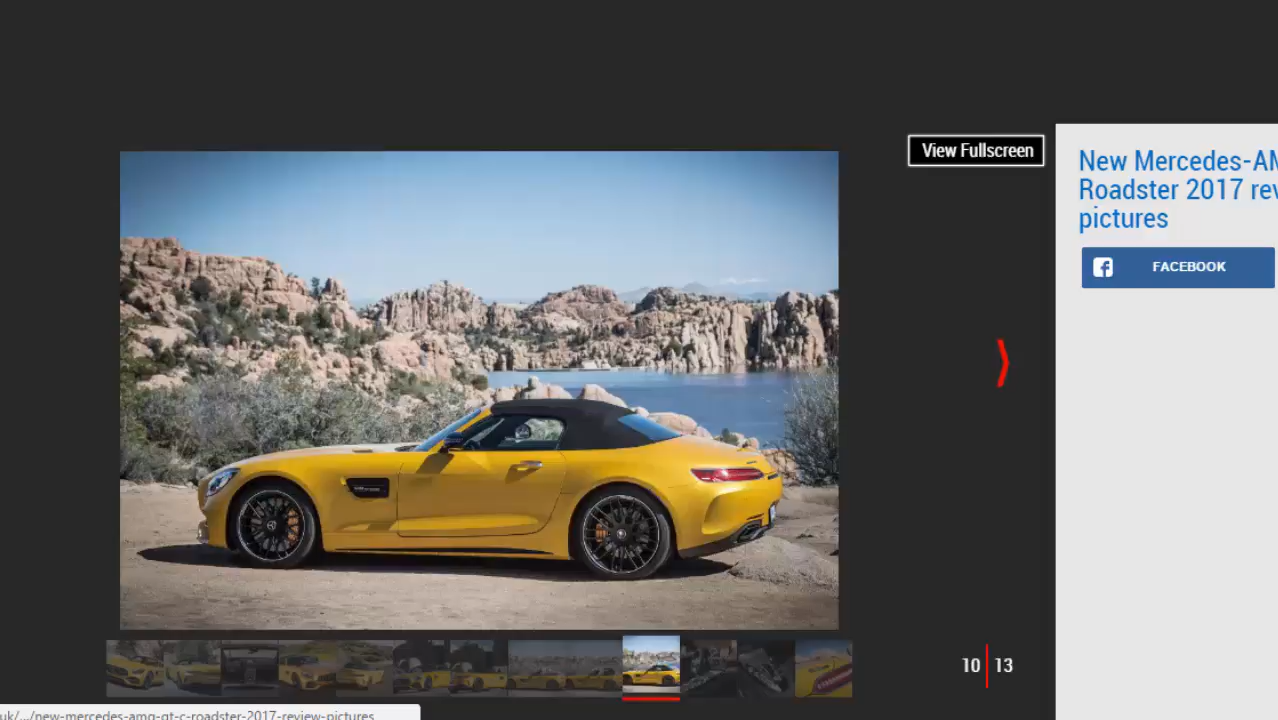 View Fullscreen
New Mercedes-AM
Roadster 2017 rev
pictures
FACEBOOK
10 13
uk/.../new-mercedes-amg-gt-c-roadster-2017-review-pictures